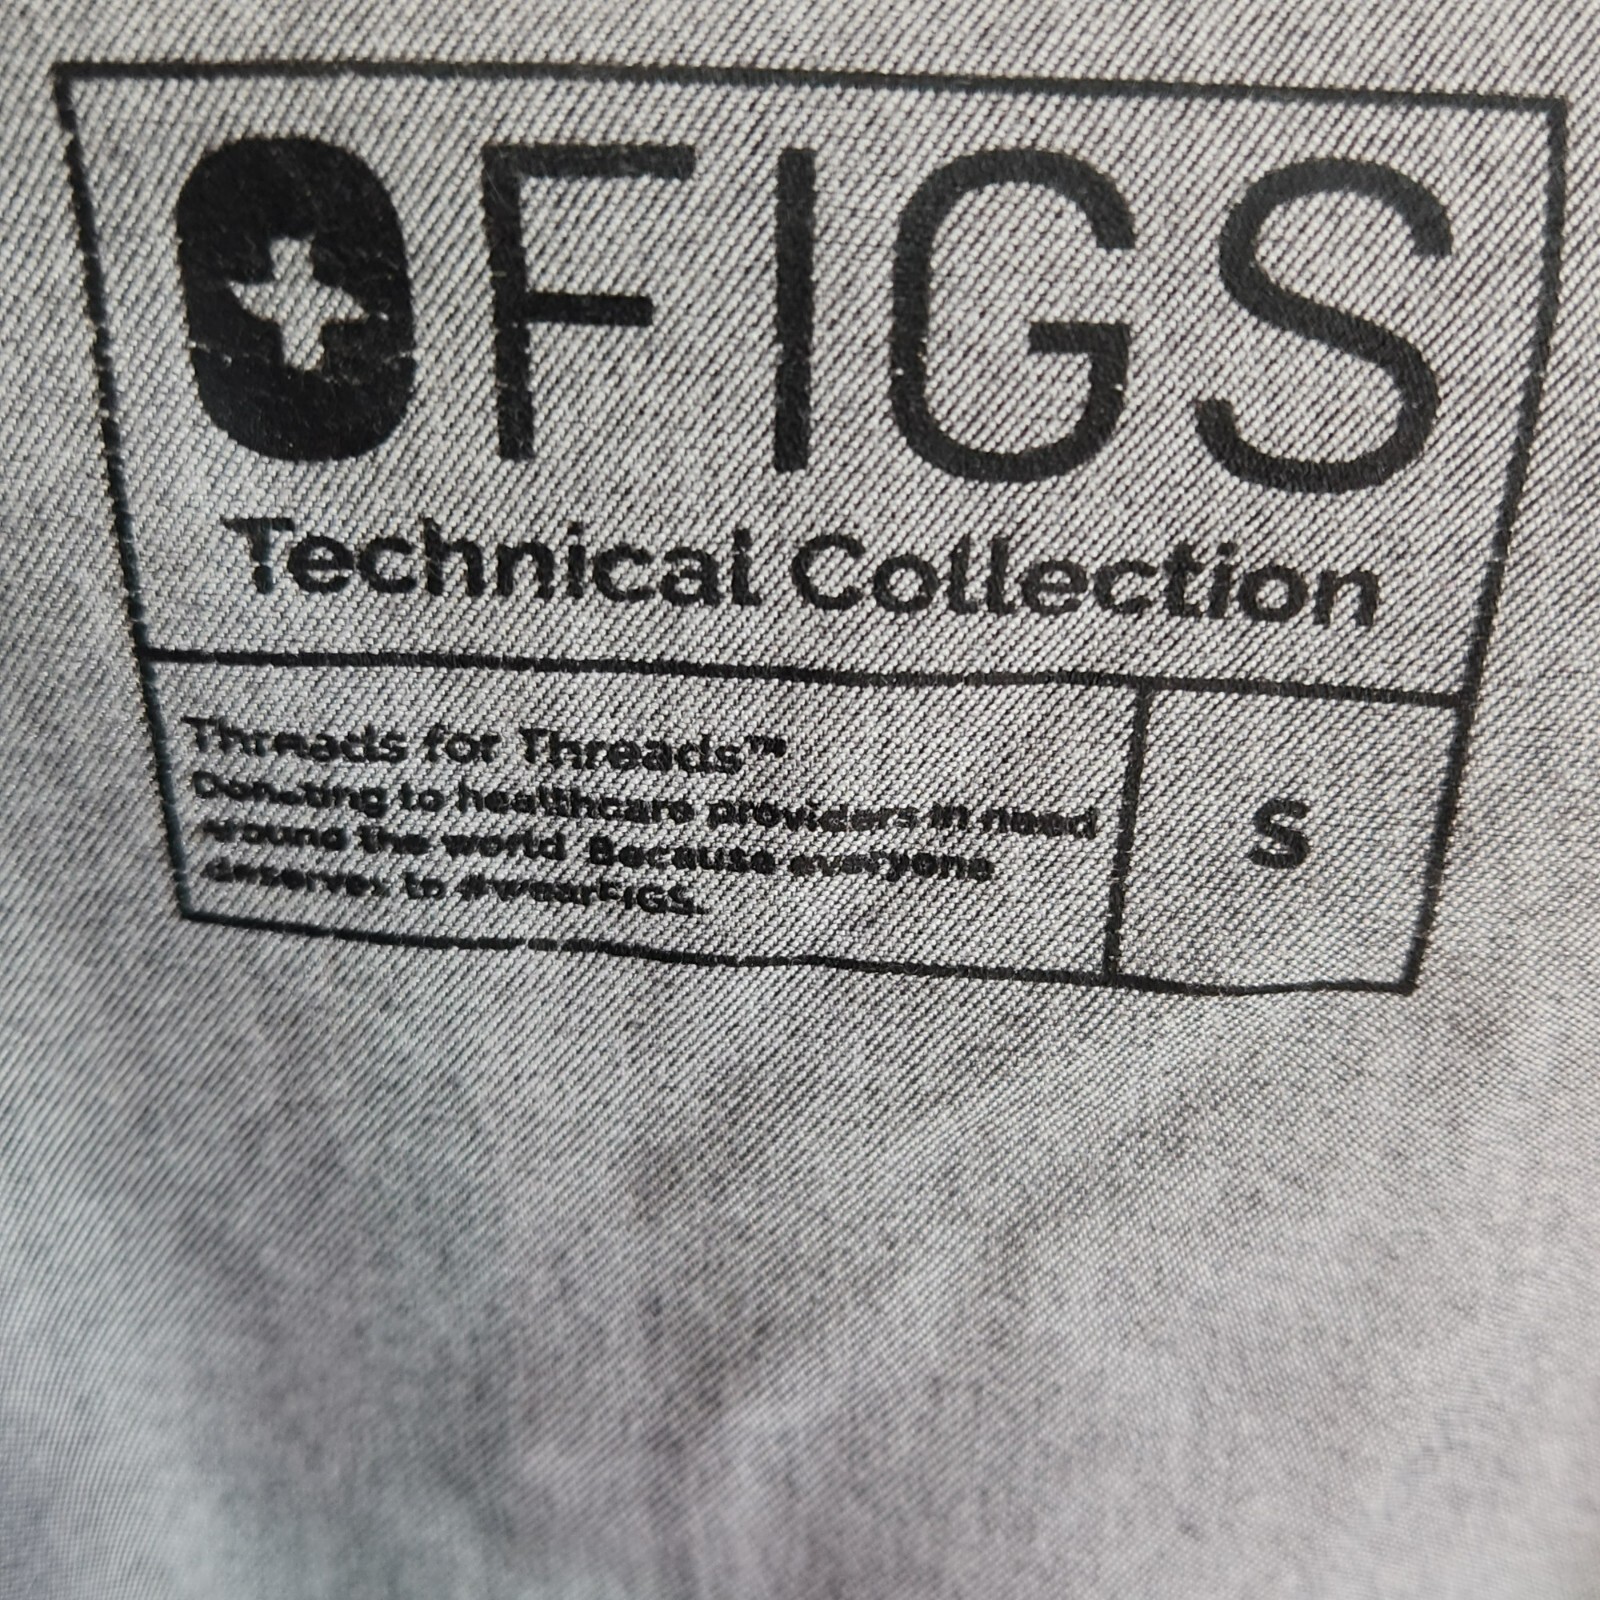 FIGS
Technical Collection
Threads for Threads™
Donating to healthcare providers in need
around the world. Because everyone
deserves to #wearFIGS.
S